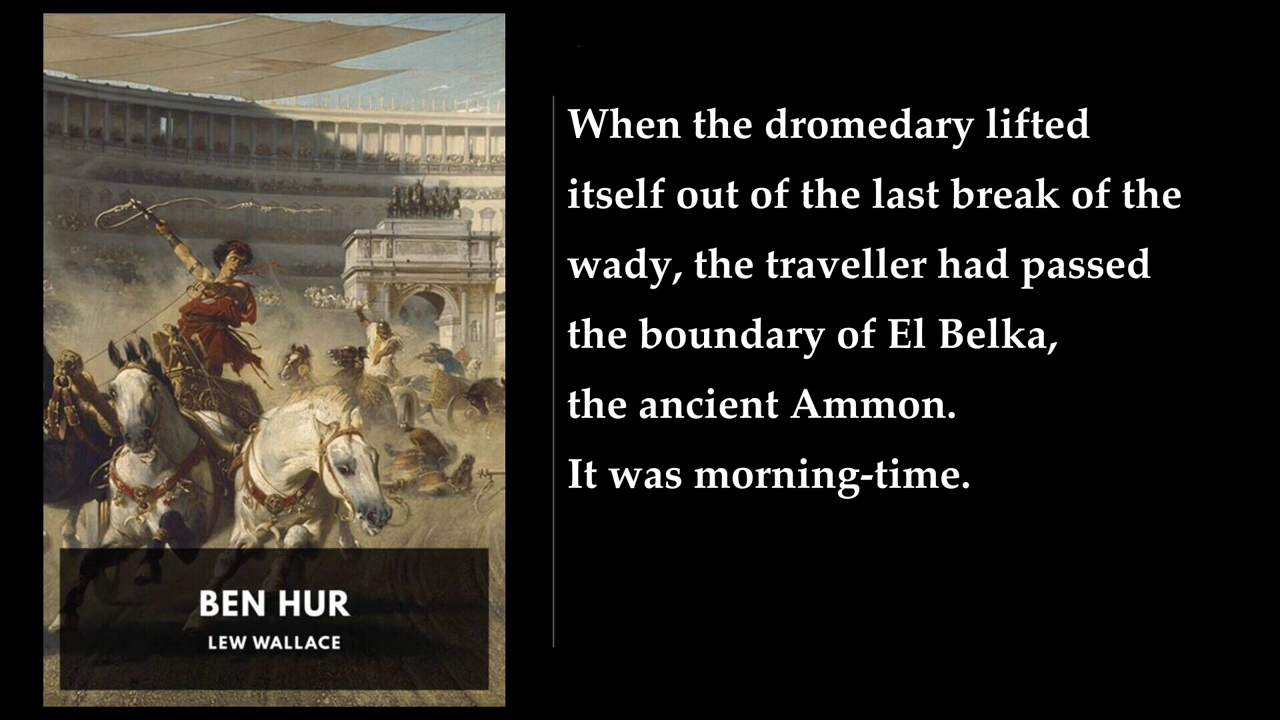 When the dromedary lifted
itself out of the last break of the
wady, the traveller had passed
the boundary of El Belka,
the ancient Ammon.
It was morning-time.
BEN HUR
LEW WALLACE